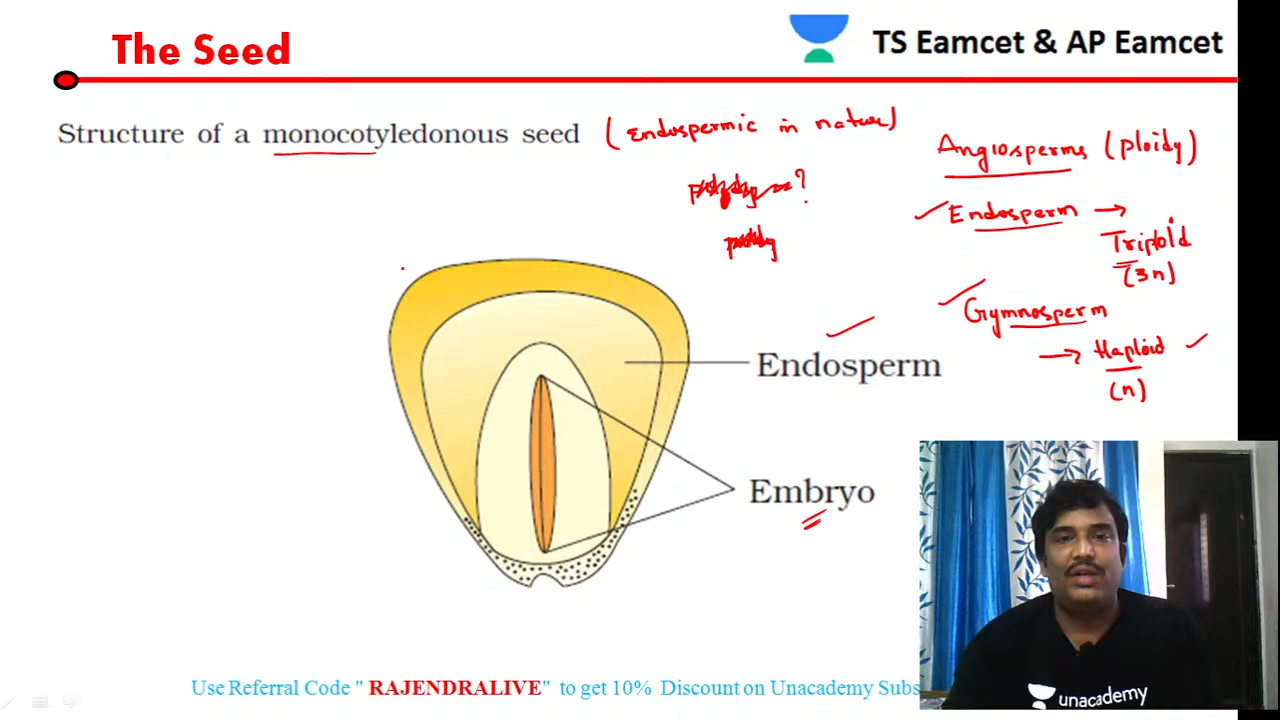 The Seed
TS Eamcet & AP Eamcet
Structure of a monocotyledonous seed (Endospermic in nature)
Angiosperms (ploidy)
?
Endosperm →
Triploid
(3n)
Gymnosperm
→ Haploid
(n)
Endosperm
Embryo
unacademy
Use Referral Code " RAJENDRALIVE" to get 10% Discount on Unacademy Subs